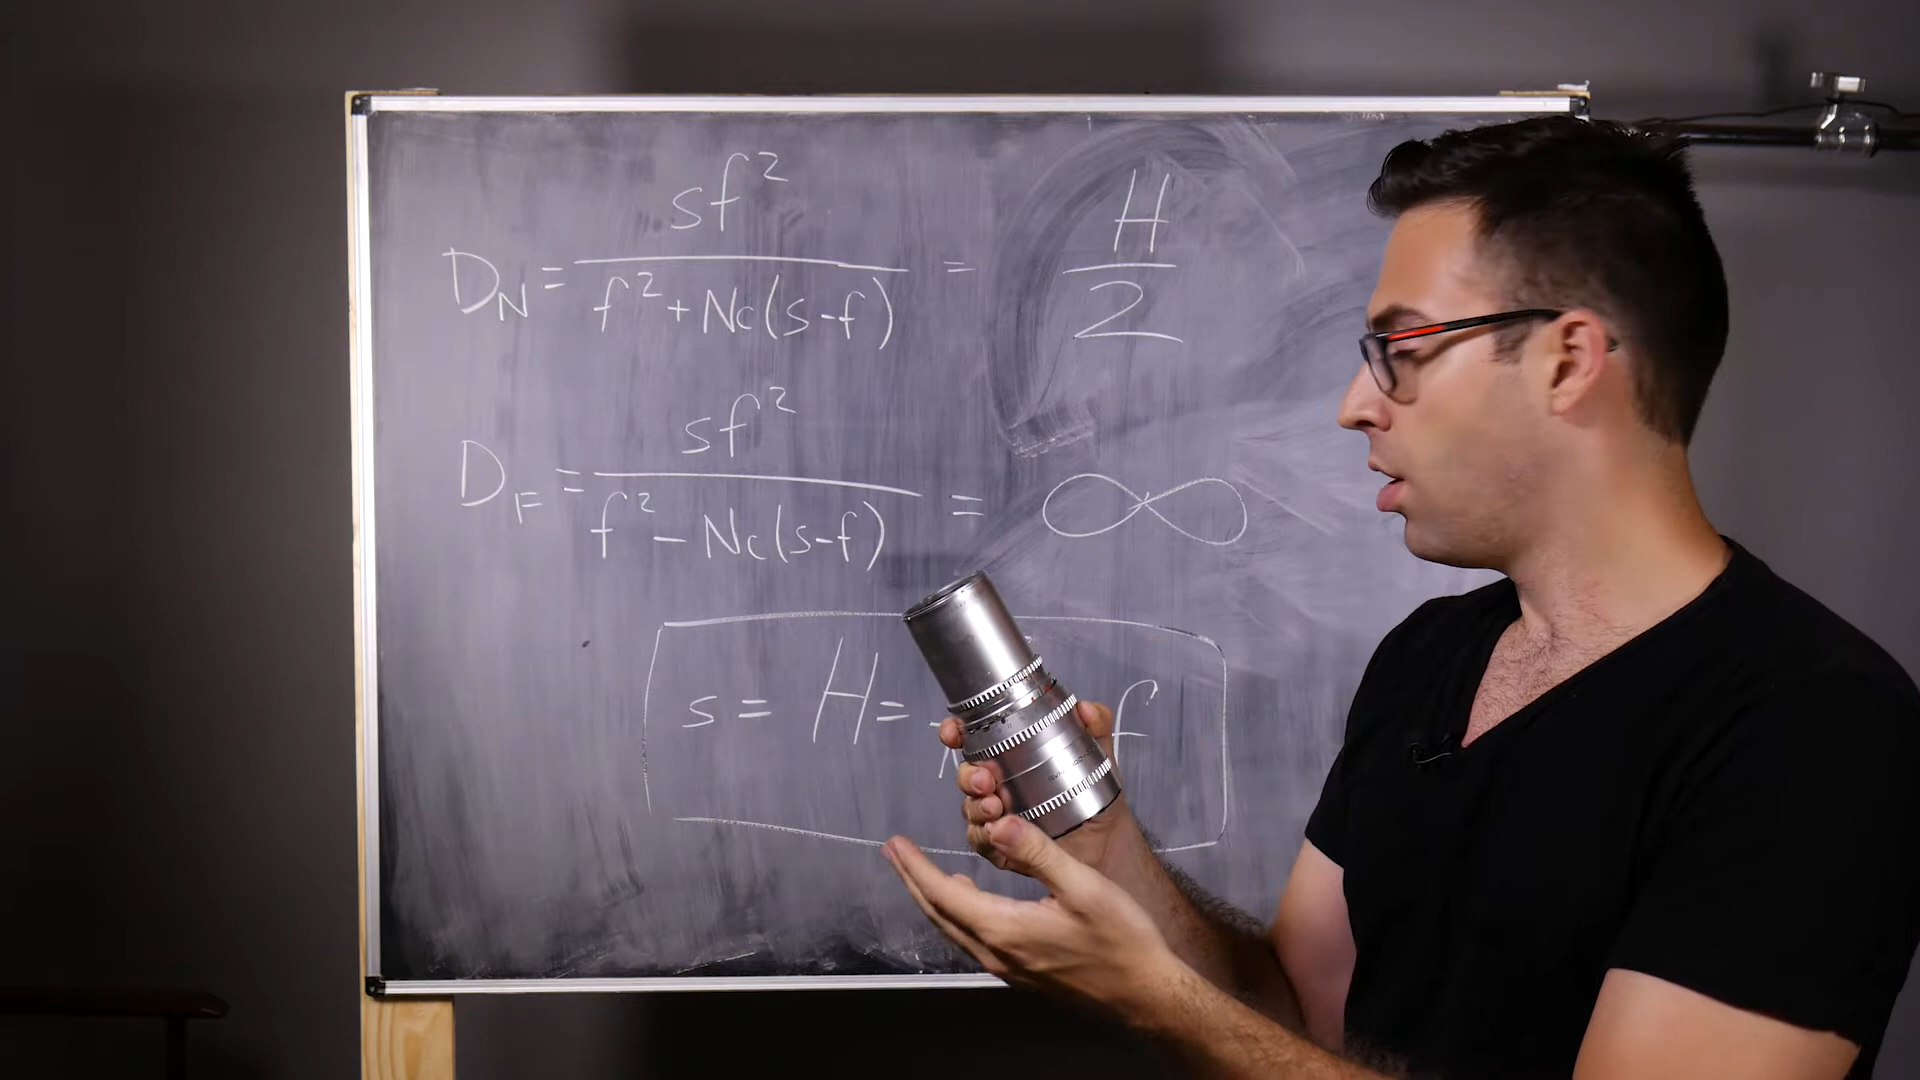 D_N = sf² / (f² + Nc(s-f)) = H / 2
D_F = sf² / (f² - Nc(s-f)) = ∞
s = H = f